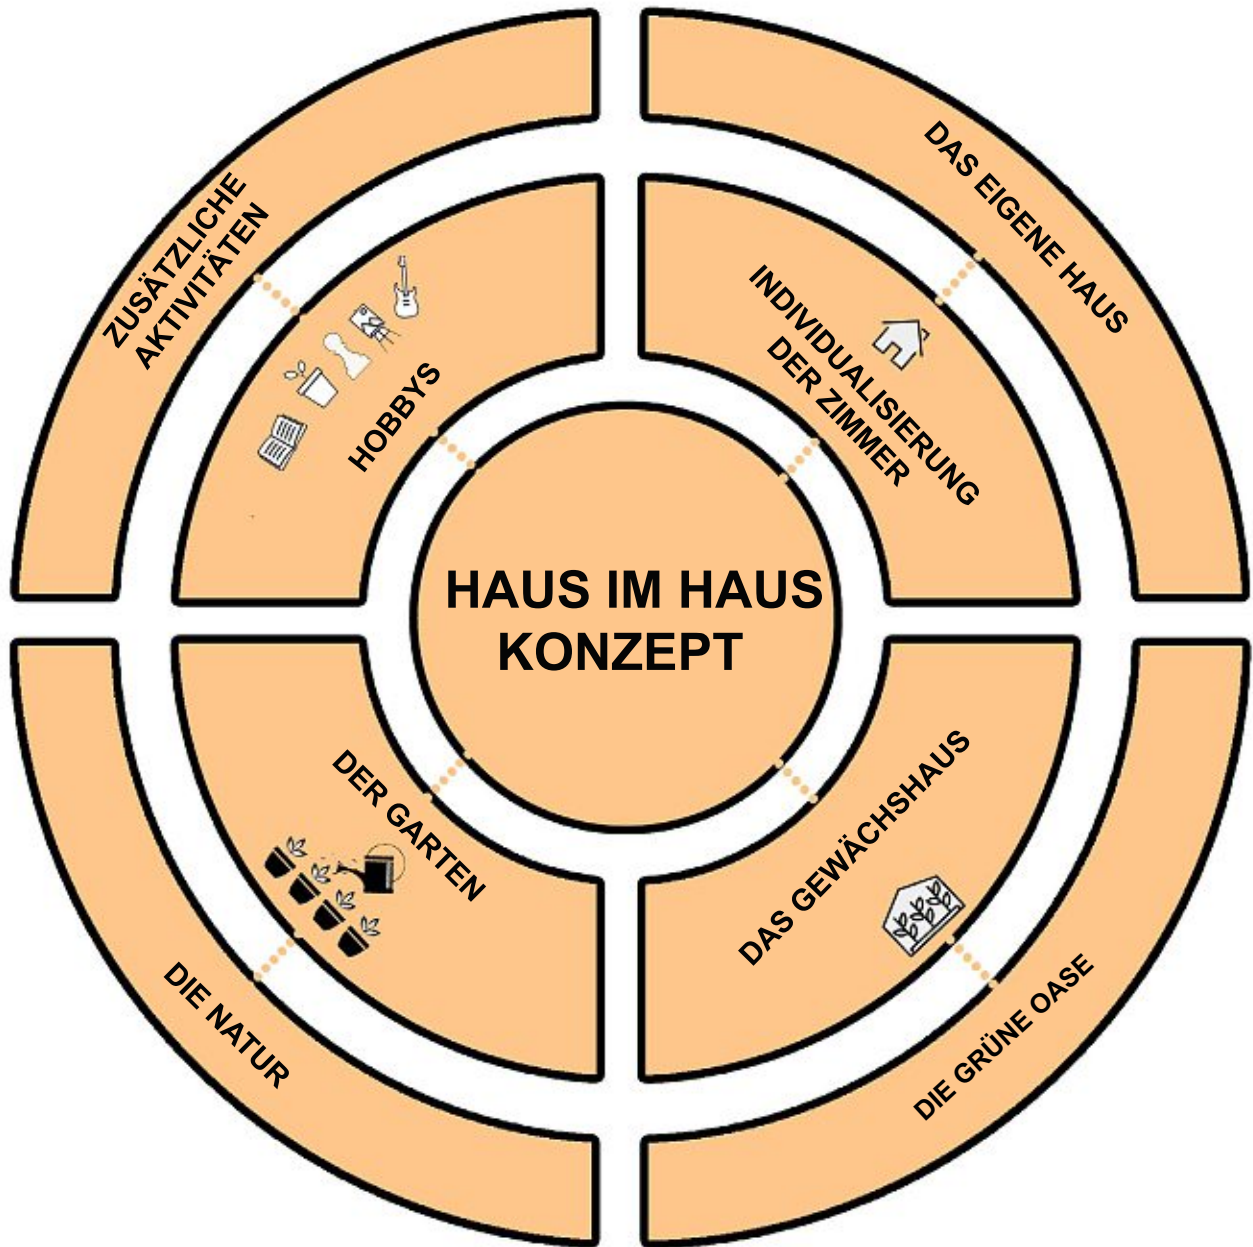 ZUSÄTZLICHE
AKTIVITÄTEN
DAS EIGENE HAUS
HOBBYS
INDIVIDUALISIERUNG
DER ZIMMER
HAUS IM HAUS
KONZEPT
DER GARTEN
DAS GEWÄCHSHAUS
DIE NATUR
DIE GRÜNE OASE